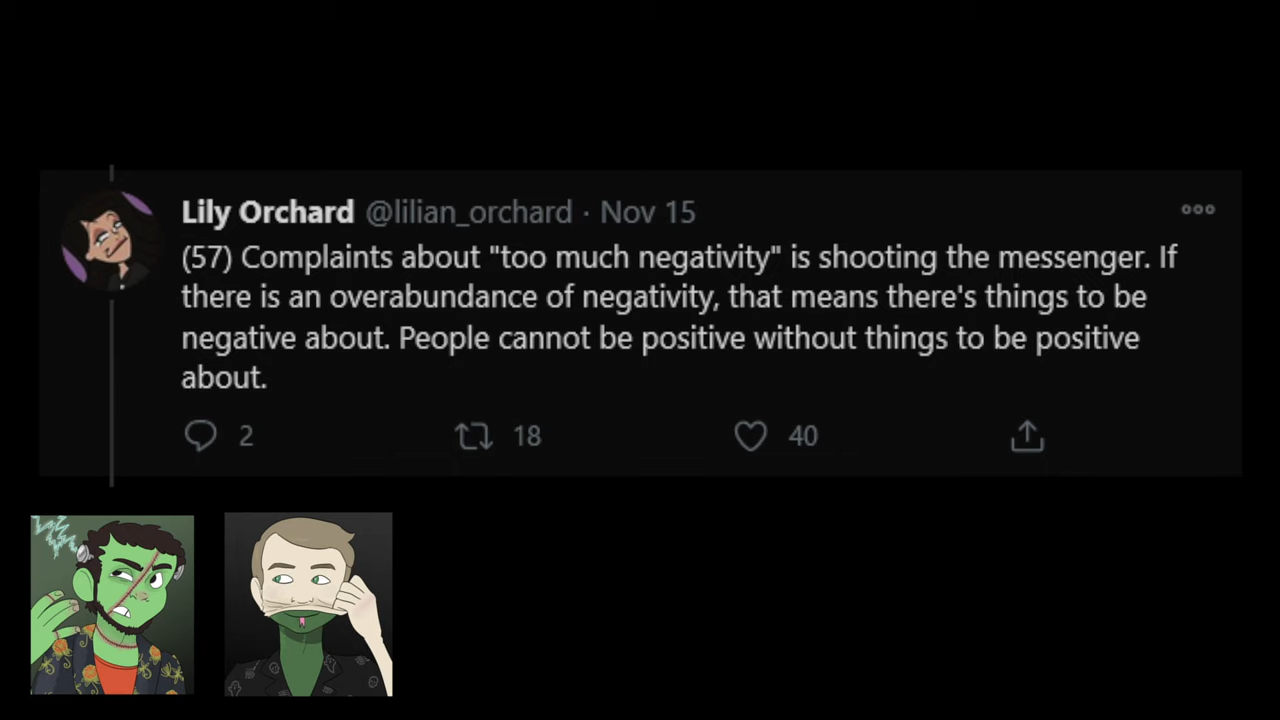 Lily Orchard @lilian_orchard · Nov 15
(57) Complaints about "too much negativity" is shooting the messenger. If
there is an overabundance of negativity, that means there's things to be
negative about. People cannot be positive without things to be positive
about.
2 18 40